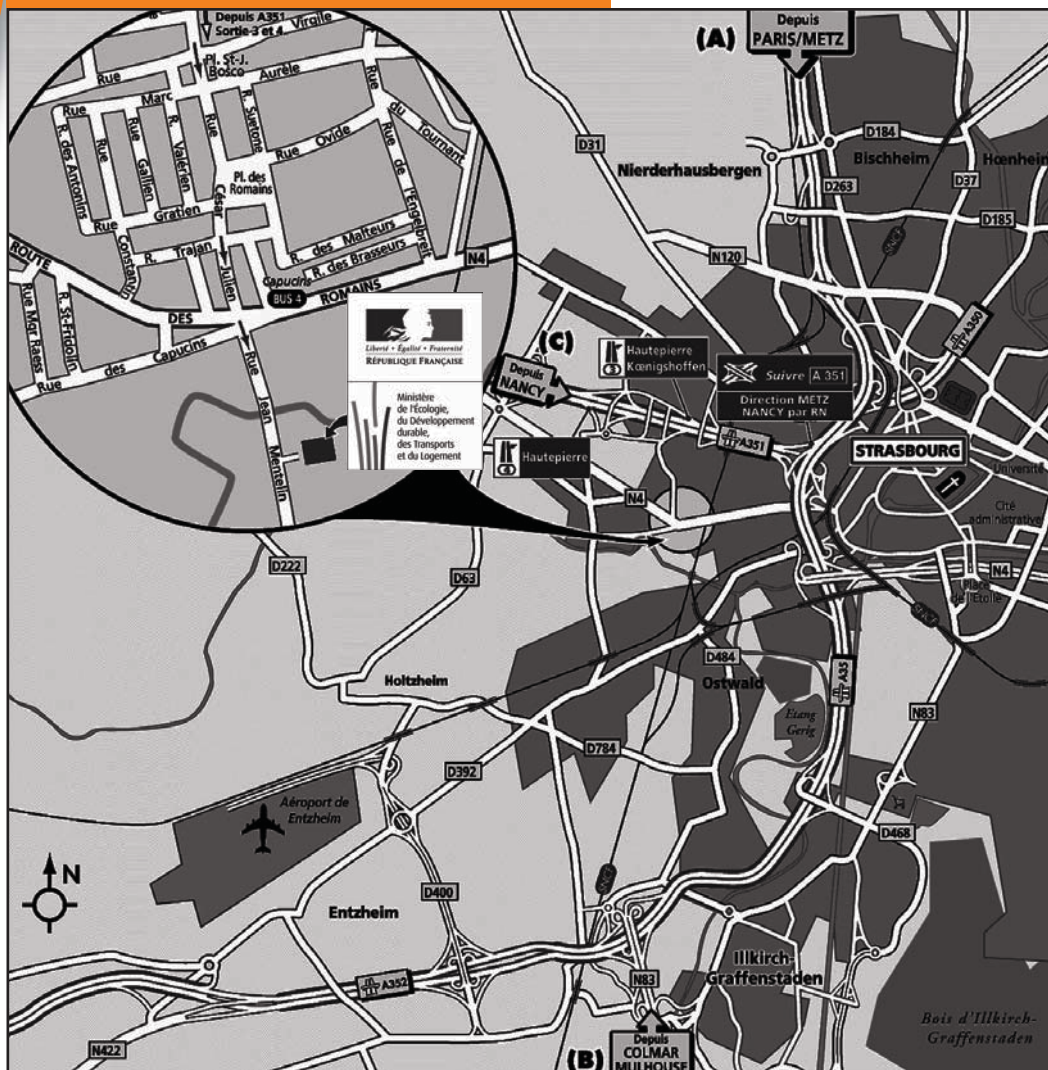 Depuis A351
Sortie 3 et 4
Rue Virgile
Pl. St-J.
Bosco
Rue Marc Aurèle
R. Suetone
Rue du Tournant
Rue Ovide
Rue de l'Engelbreit
R. des Antonins
Rue
Rue Gallien
R. Valérien
Rue
César
Julien
Pl. des
Romains
Rue Gratien
Constantin
R. Trajan
R. des Malteurs
R. des Brasseurs
Capucins
BUS 4
ROUTE DES ROMAINS
N4
Rue Mgr Raess
R. St-Fridolin
Rue des Capucins
Rue Jean Mentelin
Liberté • Égalité • Fraternité
RÉPUBLIQUE FRANÇAISE
Ministère
de l'Écologie,
du Développement
durable,
des Transports
et du Logement
(A)
Depuis
PARIS/METZ
D31
D184
Nierderhausbergen
Bischheim
Hœnheim
D263
D37
D185
SNCF
N120
A350
(C)
Depuis
NANCY
Hautepierre
Kœnigshoffen
Suivre A 351
Direction METZ
NANCY par RN
A351
Hautepierre
STRASBOURG
Université
Cité
administrative
N4
N4
Place
de l'Etoile
SNCF
D222
D63
D484
Ostwald
A35
Holtzheim
Etang
Gerig
N83
D784
D392
Aéroport de
Entzheim
D468
N
D400
SNCF
Entzheim
Illkirch-
Graffenstaden
A352
N83
N422
(B)
Depuis
COLMAR
MULHOUSE
Bois d'Illkirch-
Graffenstaden